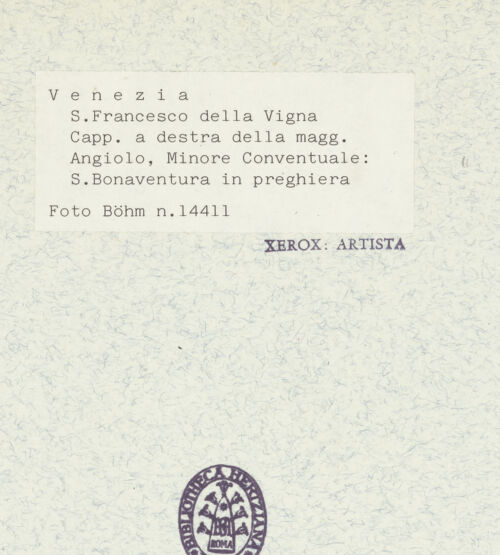 V e n e z i a
S.Francesco della Vigna
Capp. a destra della magg.
Angiolo, Minore Conventuale:
S.Bonaventura in preghiera
Foto Böhm n.14411
XEROX: ARTISTA
BIBLIOTHECA HERTZIANA
ROMA